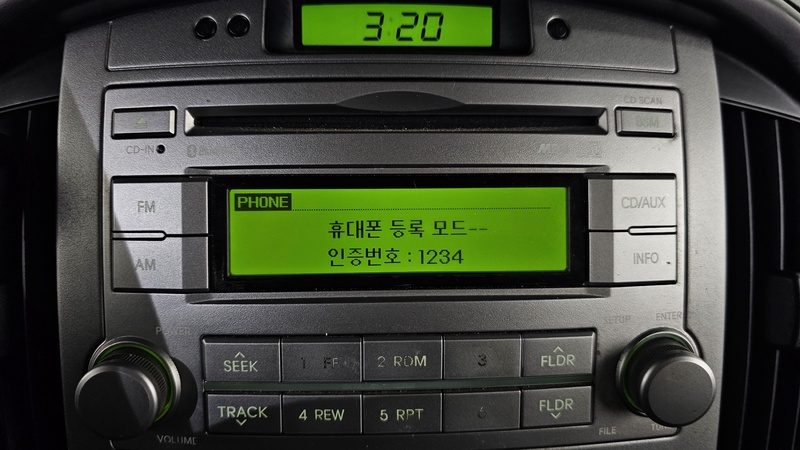 3:20
CD SCAN
CD-IN
FM
PHONE
CD/AUX
휴대폰 등록 모드--
AM
인증번호 : 1234
INFO
POWER
SETUP
ENTER
SEEK
1
2 RDM
3
FLDR
TRACK
4 REW
5 RPT
6
FLDR
VOLUME
FILE